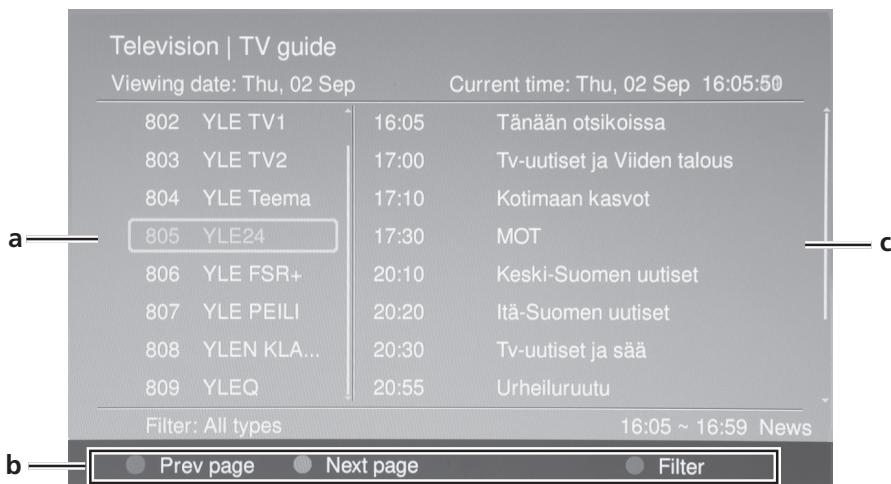 Television | TV guide
Viewing date: Thu, 02 Sep Current time: Thu, 02 Sep 16:05:
802 YLE TV1 16:05 Tänään otsikoissa
803 YLE TV2 17:00 Tv-uutiset ja Viiden talous
804 YLE Teema 17:10 Kotimaan kasvot
a 805 YLE24 17:30 MOT c
806 YLE FSR+ 20:10 Keski-Suomen uutiset
807 YLE PEILI 20:20 Itä-Suomen uutiset
808 YLEN KLA... 20:30 Tv-uutiset ja sää
809 YLEQ 20:55 Urheiluruutu
Filter: All types 16:05 ~ 16:59 News
b Prev page Next page Filter